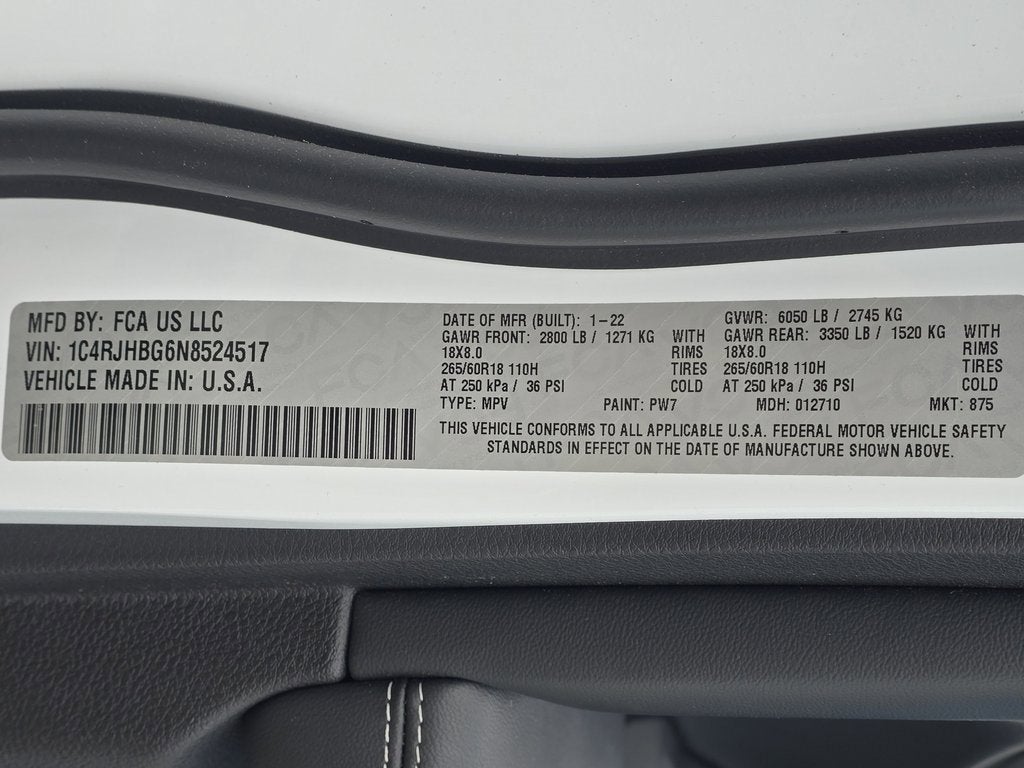 MFD BY: FCA US LLC
VIN: 1C4RJHBG6N8524517
VEHICLE MADE IN: U.S.A.
DATE OF MFR (BUILT): 1-22 GVWR: 6050 LB / 2745 KG
GAWR FRONT: 2800 LB / 1271 KG WITH GAWR REAR: 3350 LB / 1520 KG WITH
18X8.0 RIMS 18X8.0 RIMS
265/60R18 110H TIRES 265/60R18 110H TIRES
AT 250 kPa / 36 PSI COLD AT 250 kPa / 36 PSI COLD
TYPE: MPV PAINT: PW7 MDH: 012710 MKT: 875
THIS VEHICLE CONFORMS TO ALL APPLICABLE U.S.A. FEDERAL MOTOR VEHICLE SAFETY
STANDARDS IN EFFECT ON THE DATE OF MANUFACTURE SHOWN ABOVE.